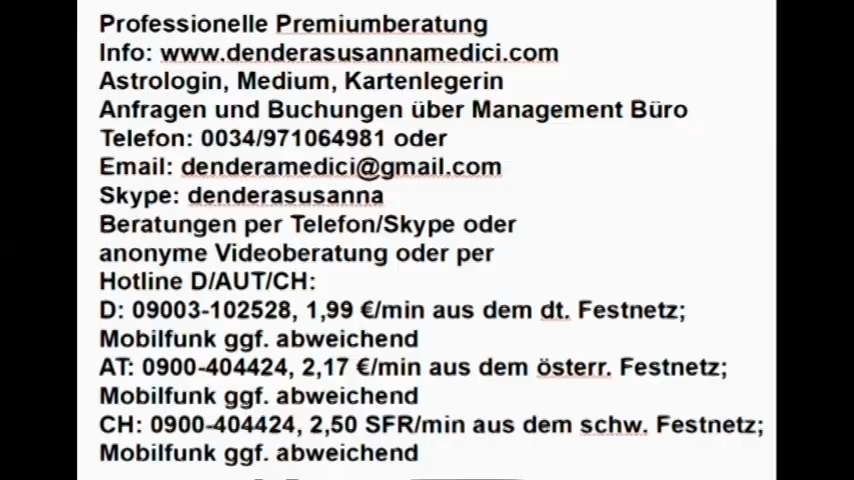 Professionelle Premiumberatung
Info: www.denderasusannamedici.com
Astrologin, Medium, Kartenlegerin
Anfragen und Buchungen über Management Büro
Telefon: 0034/971064981 oder
Email: denderamedici@gmail.com
Skype: denderasusanna
Beratungen per Telefon/Skype oder
anonyme Videoberatung oder per
Hotline D/AUT/CH:
D: 09003-102528, 1,99 €/min aus dem dt. Festnetz;
Mobilfunk ggf. abweichend
AT: 0900-404424, 2,17 €/min aus dem österr. Festnetz;
Mobilfunk ggf. abweichend
CH: 0900-404424, 2,50 SFR/min aus dem schw. Festnetz;
Mobilfunk ggf. abweichend